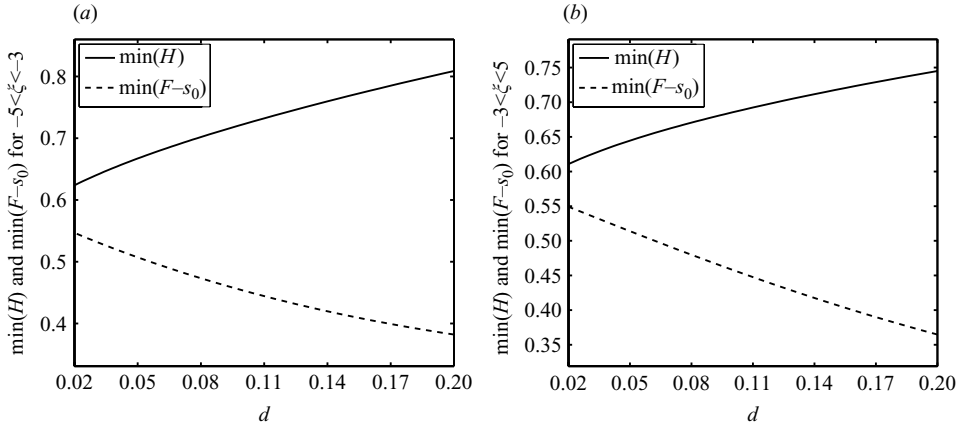 (a)
min(H) and min(F–s0) for -5<ξ<-3
min(H)
min(F–s0)
0.8
0.7
0.6
0.5
0.4
0.02 0.05 0.08 0.11 0.14 0.17 0.20
d
(b)
min(H) and min(F–s0) for -3<ξ<5
min(H)
min(F–s0)
0.75
0.70
0.65
0.60
0.55
0.50
0.45
0.40
0.35
0.02 0.05 0.08 0.11 0.14 0.17 0.20
d